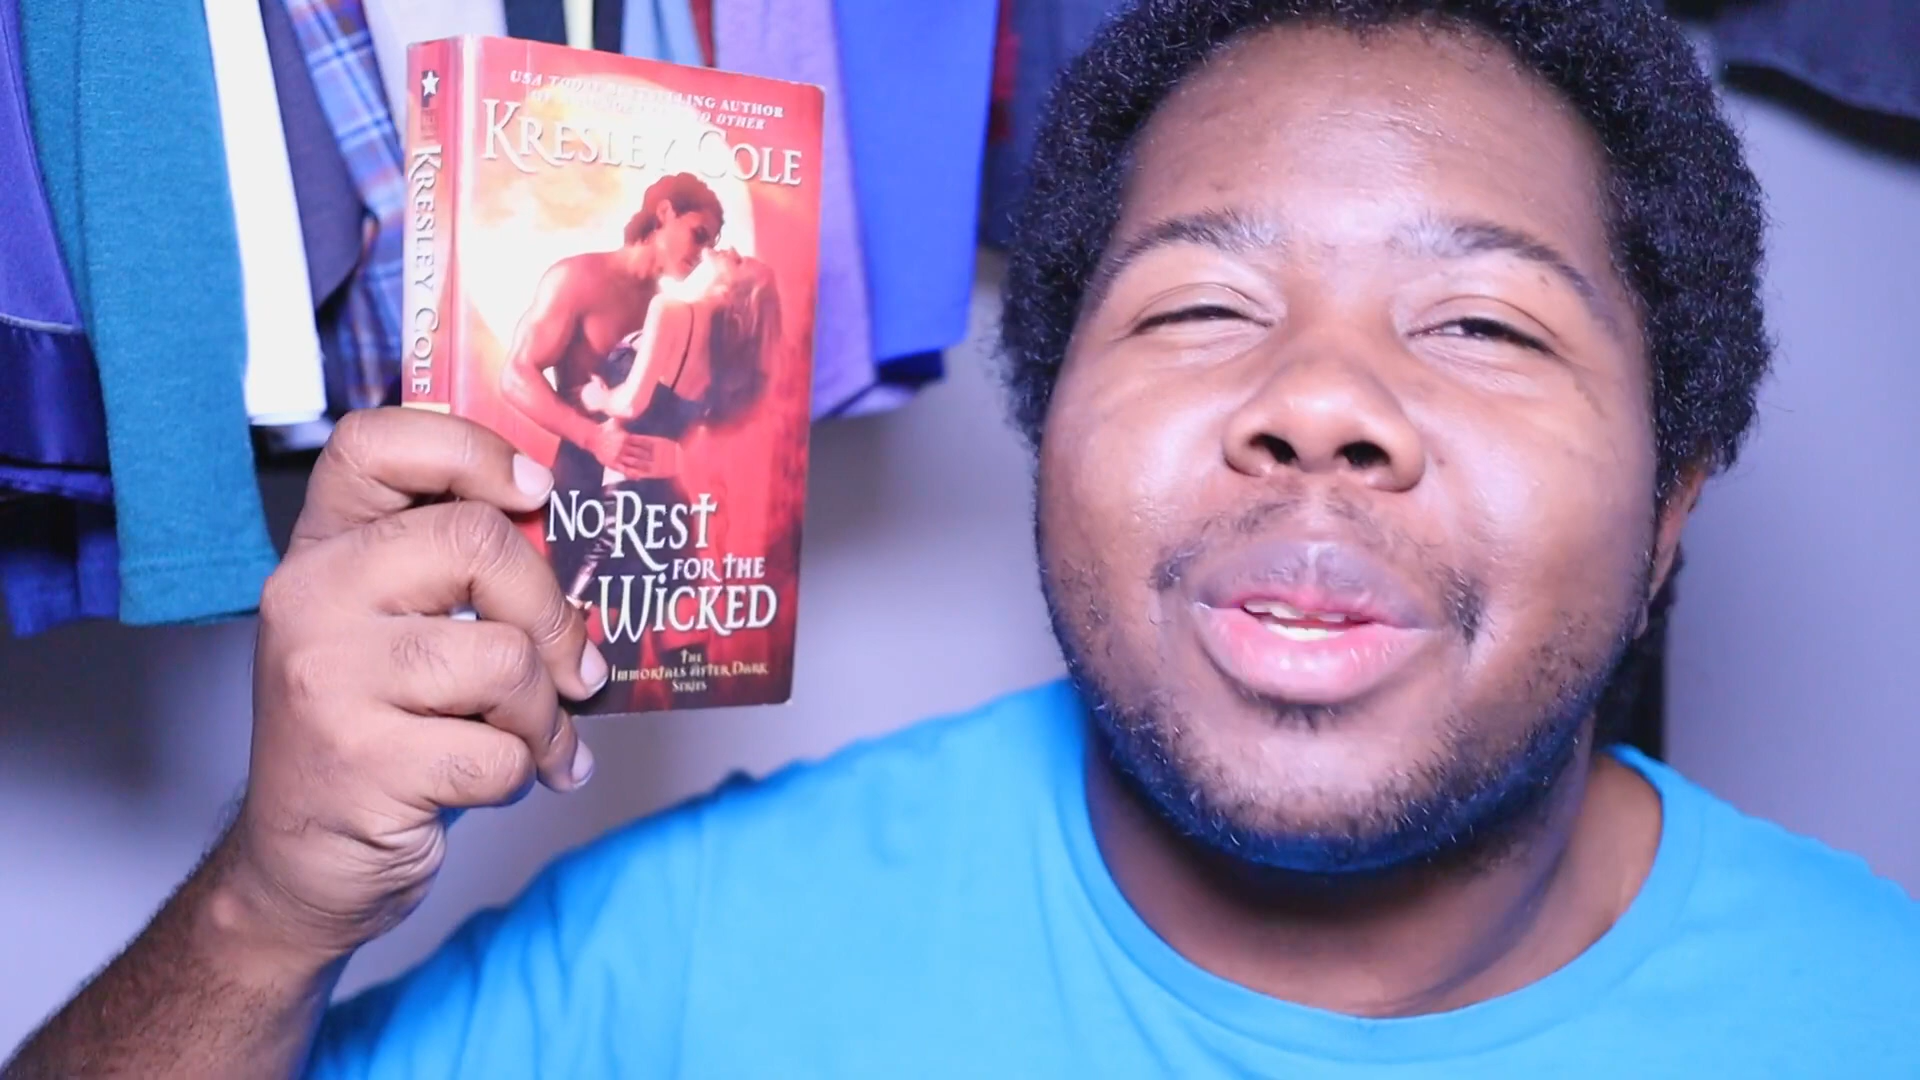 KRESLEY COLE
USA TODAY BESTSELLING AUTHOR
NO OTHER
KRESLEY COLE
NO REST
FOR THE
WICKED
THE
IMMORTALS AFTER DARK
SERIES